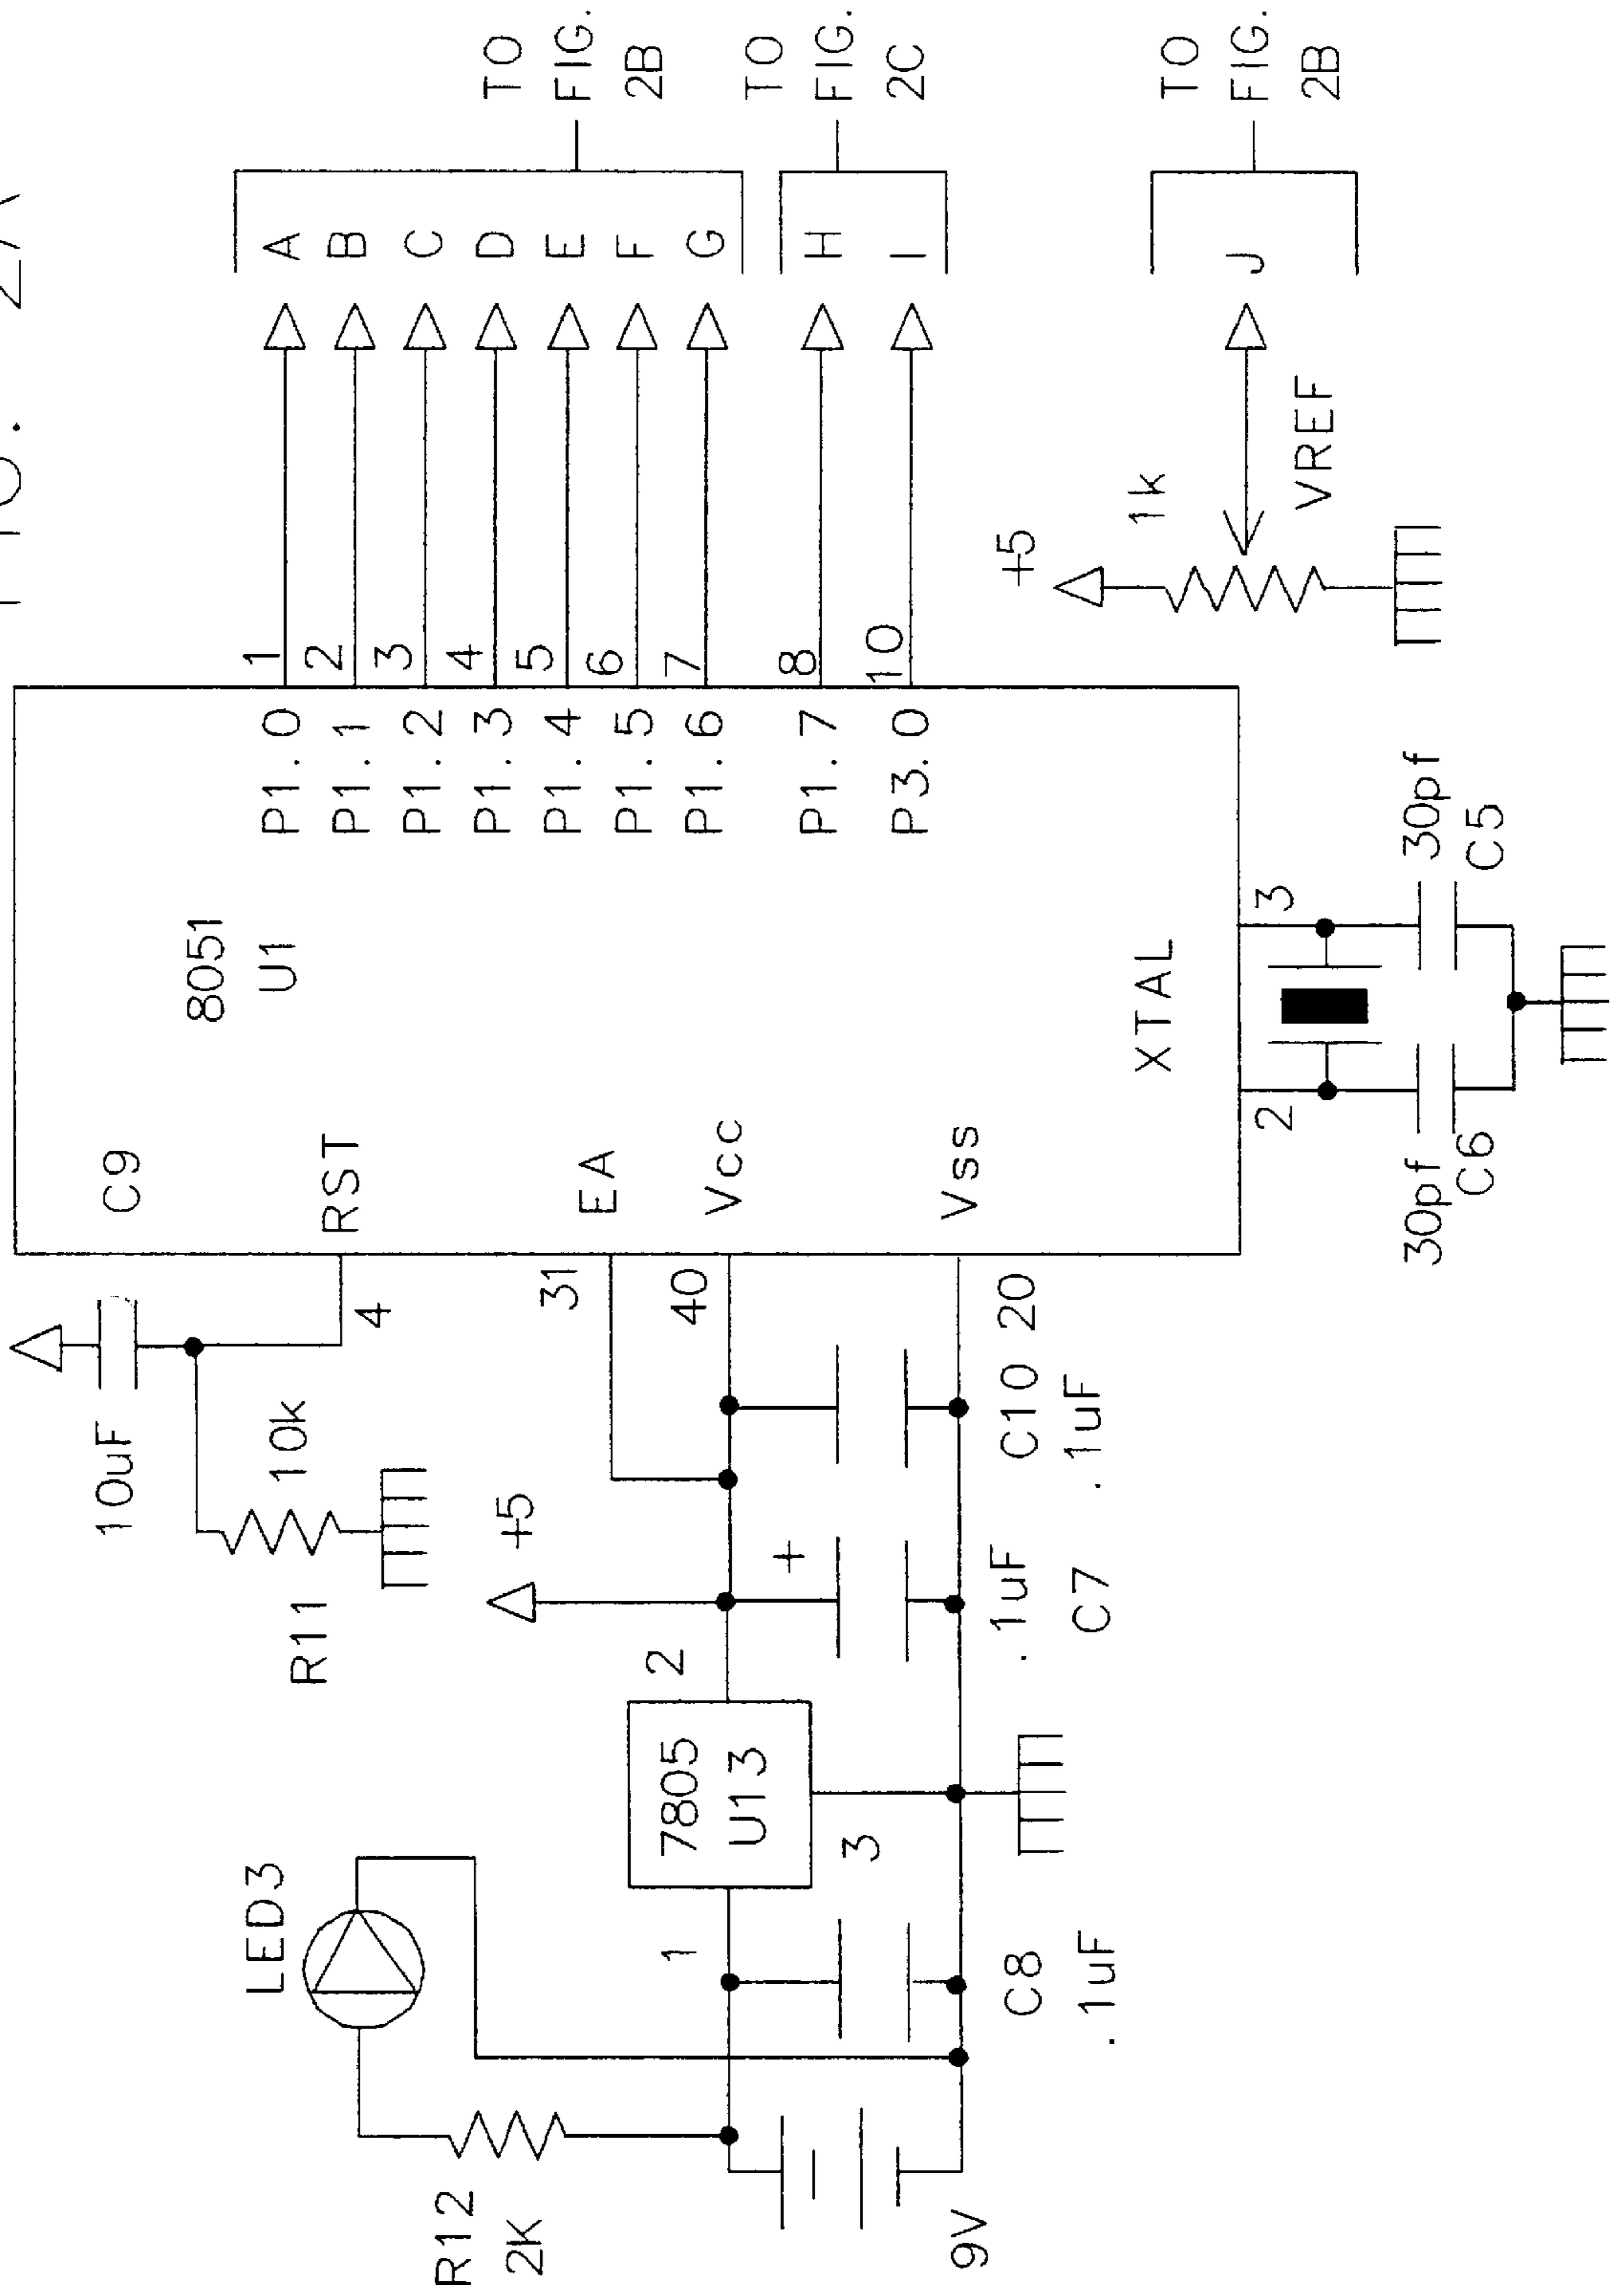 FIG. 2A
8051
U1
C9
RST
EA
Vcc
Vss
XTAL
P1.0
P1.1
P1.2
P1.3
P1.4
P1.5
P1.6
P1.7
P3.0
1
2
3
4
5
6
7
8
10
A
B
C
D
E
F
G
TO
FIG.
2B
H
I
TO
FIG.
2C
J
TO
FIG.
2B
+5
1k
VREF
10uF
10k
R11
4
31
40
20
+5
+
LED3
R12
2K
9V
7805
U13
1
2
3
C8
.1uF
.1uF
C7
C10
.1uF
2
3
30pf
C6
30pf
C5